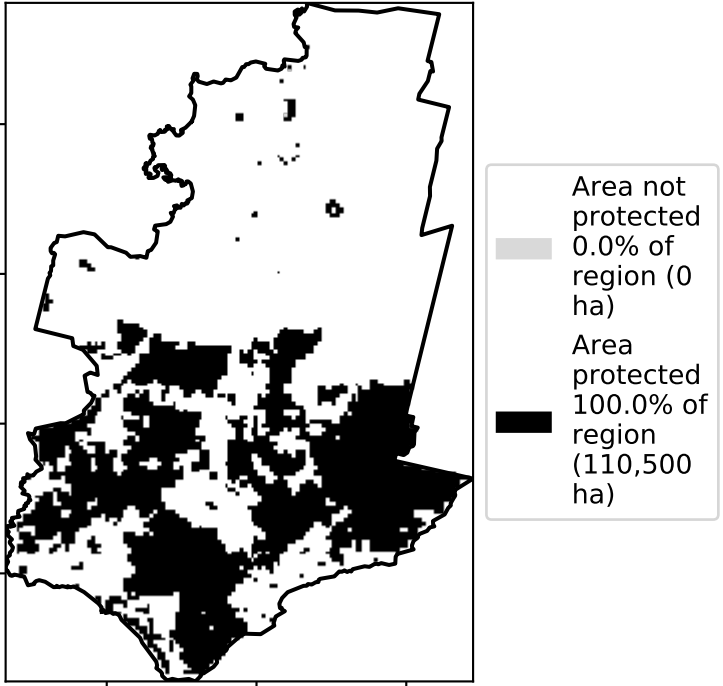 Area not
protected
0.0% of
region (0
ha)
Area
protected
100.0% of
region
(110,500
ha)